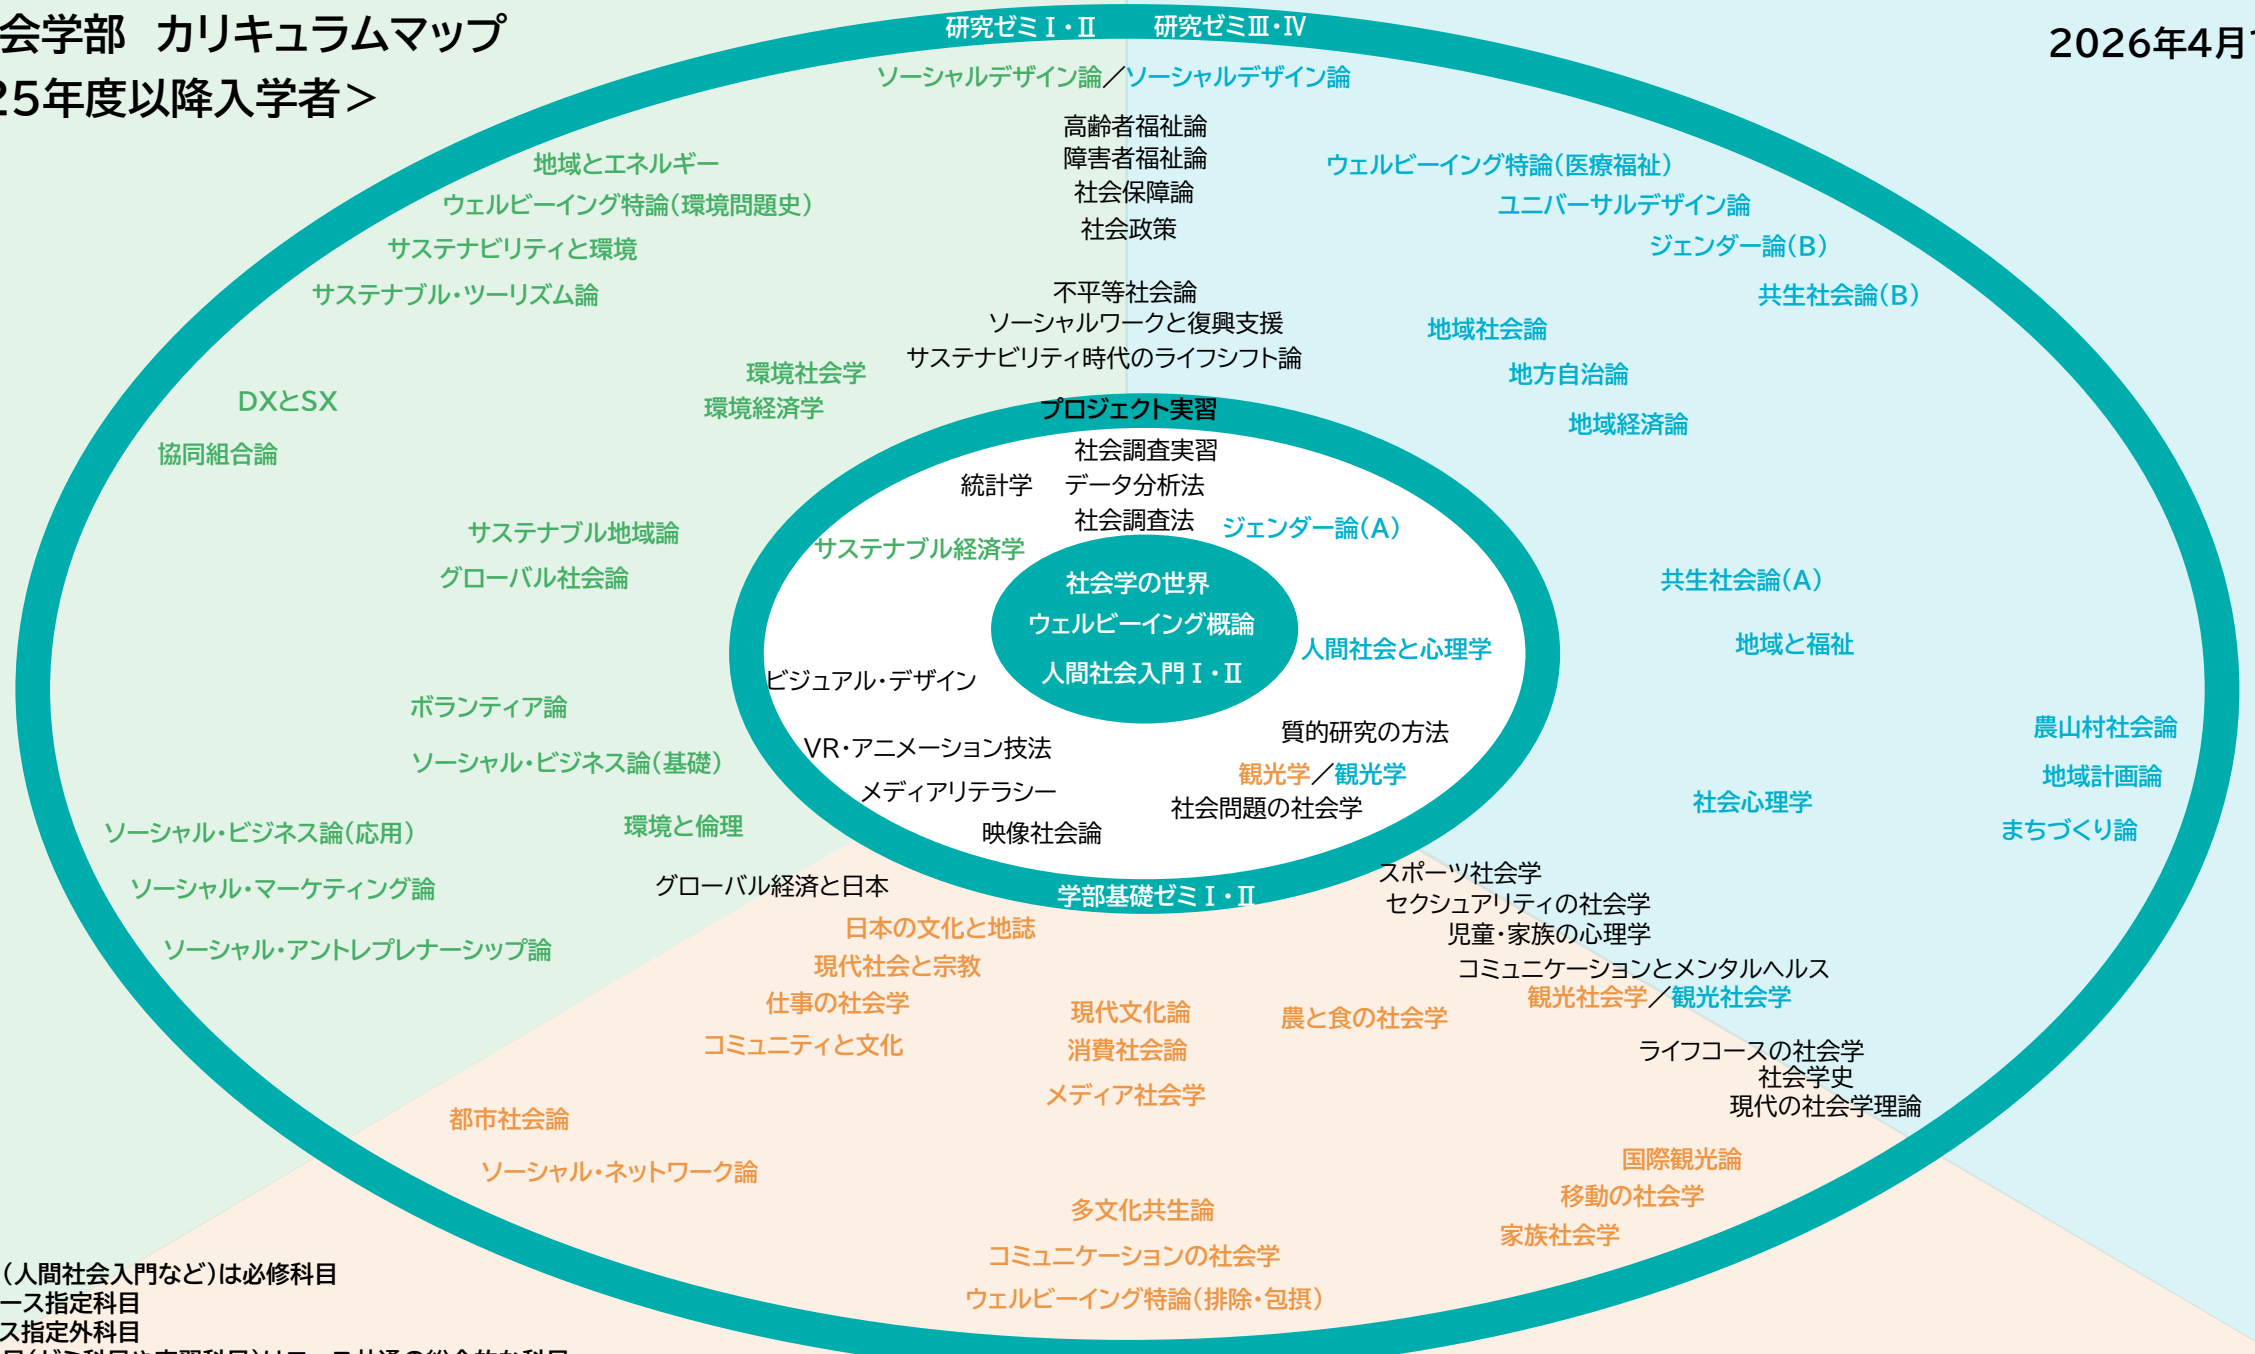 会学部 カリキュラムマップ
25年度以降入学者＞
2026年4月
研究ゼミⅠ・Ⅱ 研究ゼミⅢ・Ⅳ
ソーシャルデザイン論／ソーシャルデザイン論
高齢者福祉論
障害者福祉論
社会保障論
社会政策
不平等社会論
ソーシャルワークと復興支援
サステナビリティ時代のライフシフト論
地域とエネルギー
ウェルビーイング特論（環境問題史）
サステナビリティと環境
サステナブル・ツーリズム論
環境社会学
環境経済学
DXとSX
協同組合論
サステナブル地域論
グローバル社会論
ボランティア論
ソーシャル・ビジネス論（基礎）
環境と倫理
ソーシャル・ビジネス論（応用）
ソーシャル・マーケティング論
ソーシャル・アントレプレナーシップ論
ウェルビーイング特論（医療福祉）
ユニバーサルデザイン論
ジェンダー論（B）
共生社会論（B）
地域社会論
地方自治論
地域経済論
共生社会論（A）
地域と福祉
農山村社会論
地域計画論
まちづくり論
社会心理学
プロジェクト実習
社会調査実習
統計学 データ分析法
社会調査法
ジェンダー論（A）
サステナブル経済学
社会学の世界
ウェルビーイング概論
人間社会入門Ⅰ・Ⅱ
人間社会と心理学
ビジュアル・デザイン
VR・アニメーション技法
メディアリテラシー
映像社会論
質的研究の方法
観光学／観光学
社会問題の社会学
学部基礎ゼミⅠ・Ⅱ
グローバル経済と日本
日本の文化と地誌
現代社会と宗教
仕事の社会学
コミュニティと文化
現代文化論
消費社会論
メディア社会学
農と食の社会学
スポーツ社会学
セクシュアリティの社会学
児童・家族の心理学
コミュニケーションとメンタルヘルス
観光社会学／観光社会学
ライフコースの社会学
社会学史
現代の社会学理論
都市社会論
ソーシャル・ネットワーク論
多文化共生論
コミュニケーションの社会学
ウェルビーイング特論（排除・包摂）
国際観光論
移動の社会学
家族社会学
（人間社会入門など）は必修科目
ース指定科目
ス指定外科目
目（ゼミ科目や実習科目）はコース共通の総合的な科目